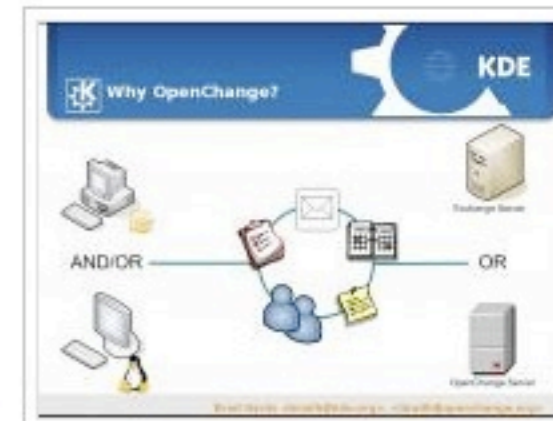 KDE
Why OpenChange?
Exchange Server
AND/OR
OR
OpenChange Server